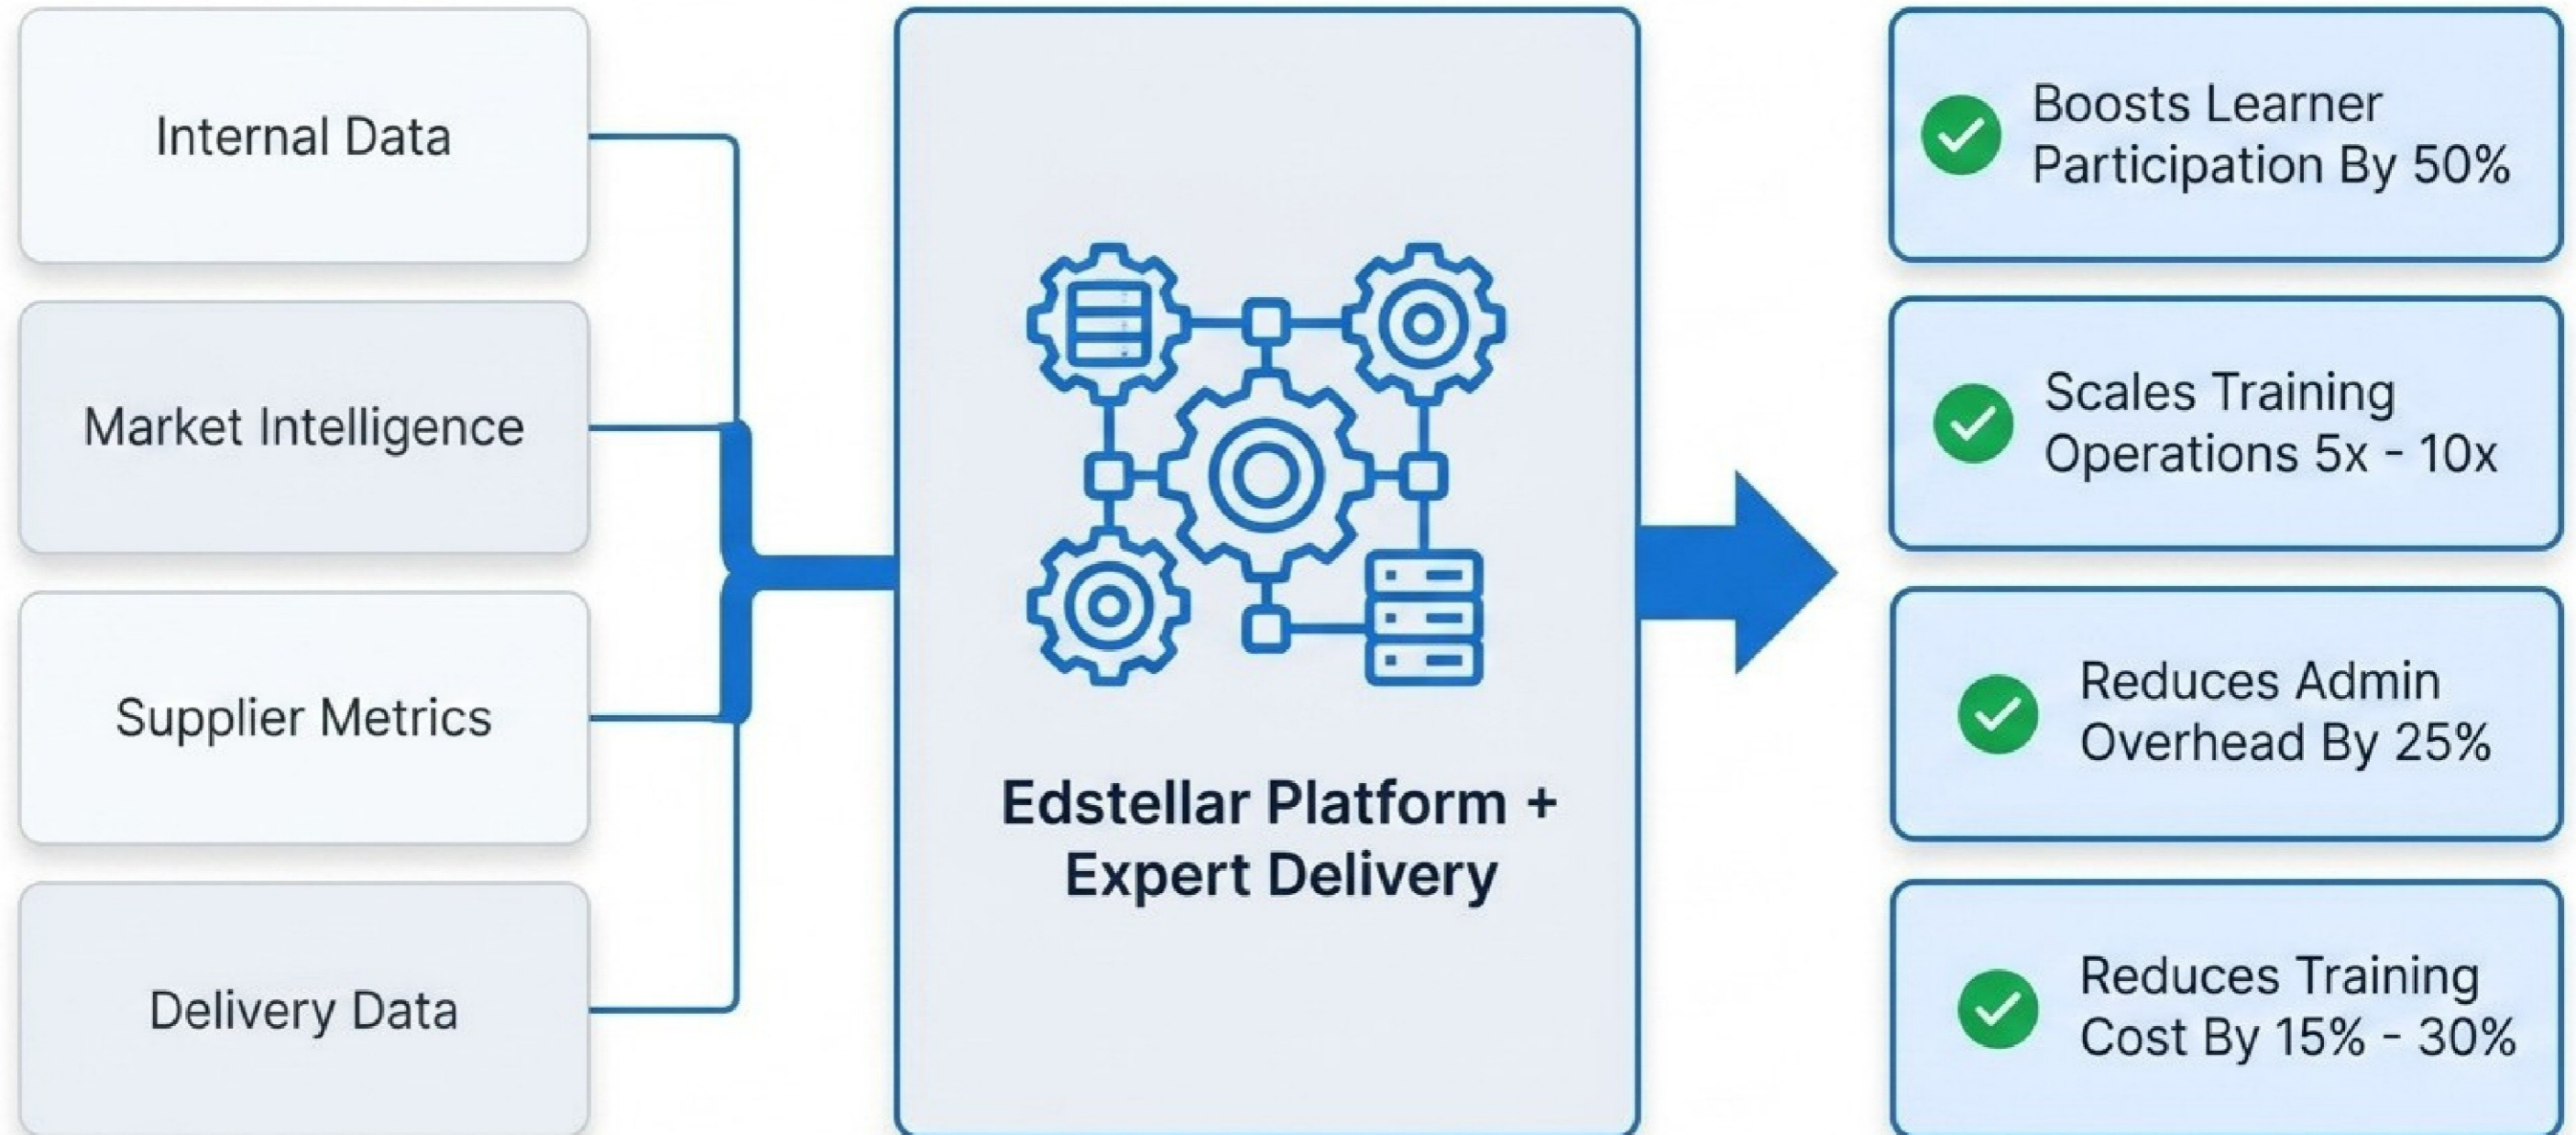 Internal Data
Market Intelligence
Supplier Metrics
Delivery Data
Edstellar Platform +
Expert Delivery
Boosts Learner
Participation By 50%
Scales Training
Operations 5x - 10x
Reduces Admin
Overhead By 25%
Reduces Training
Cost By 15% - 30%